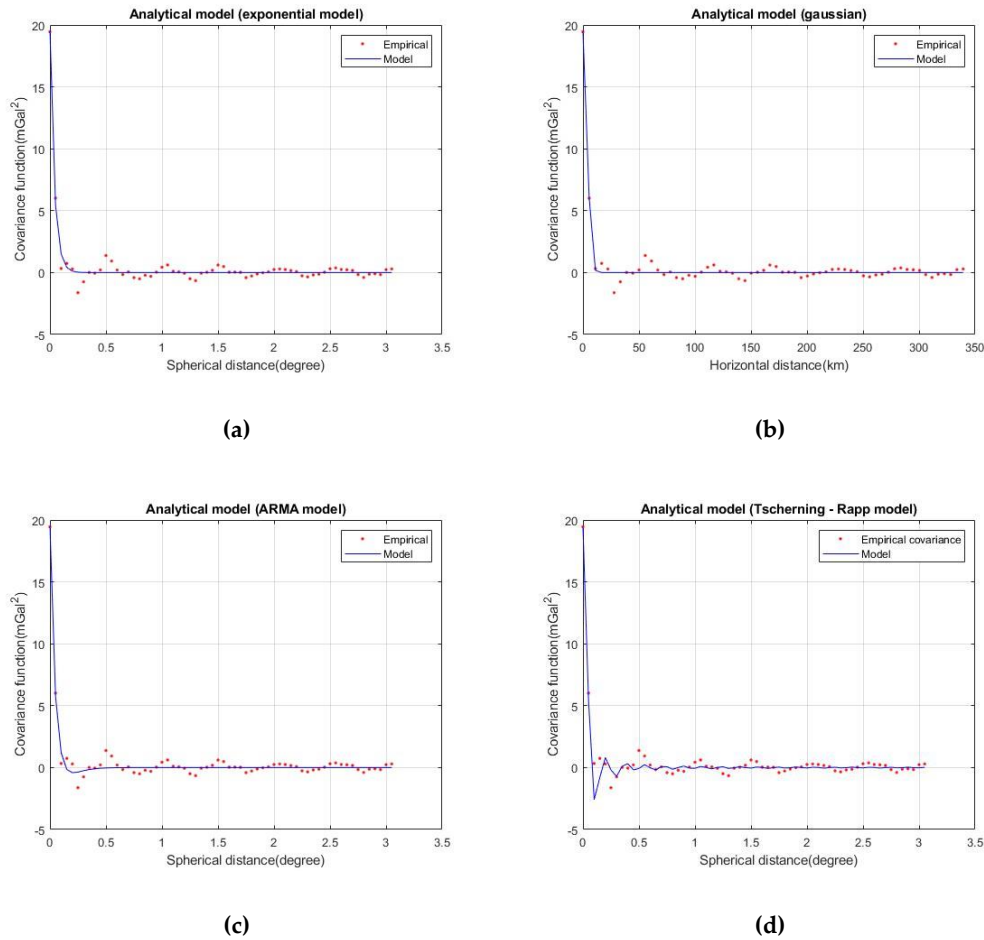 Analytical model (exponential model)
20
15
10
5
0
-5
Covariance function(mGal²)
Empirical
Model
0 0.5 1 1.5 2 2.5 3 3.5
Spherical distance(degree)
(a)
Analytical model (gaussian)
20
15
10
5
0
-5
Covariance function(mGal²)
Empirical
Model
0 50 100 150 200 250 300 350
Horizontal distance(km)
(b)
Analytical model (ARMA model)
20
15
10
5
0
-5
Covariance function(mGal²)
Empirical
Model
0 0.5 1 1.5 2 2.5 3 3.5
Spherical distance(degree)
(c)
Analytical model (Tscherning - Rapp model)
20
15
10
5
0
-5
Covariance function(mGal²)
Empirical covariance
Model
0 0.5 1 1.5 2 2.5 3 3.5
Spherical distance(degree)
(d)